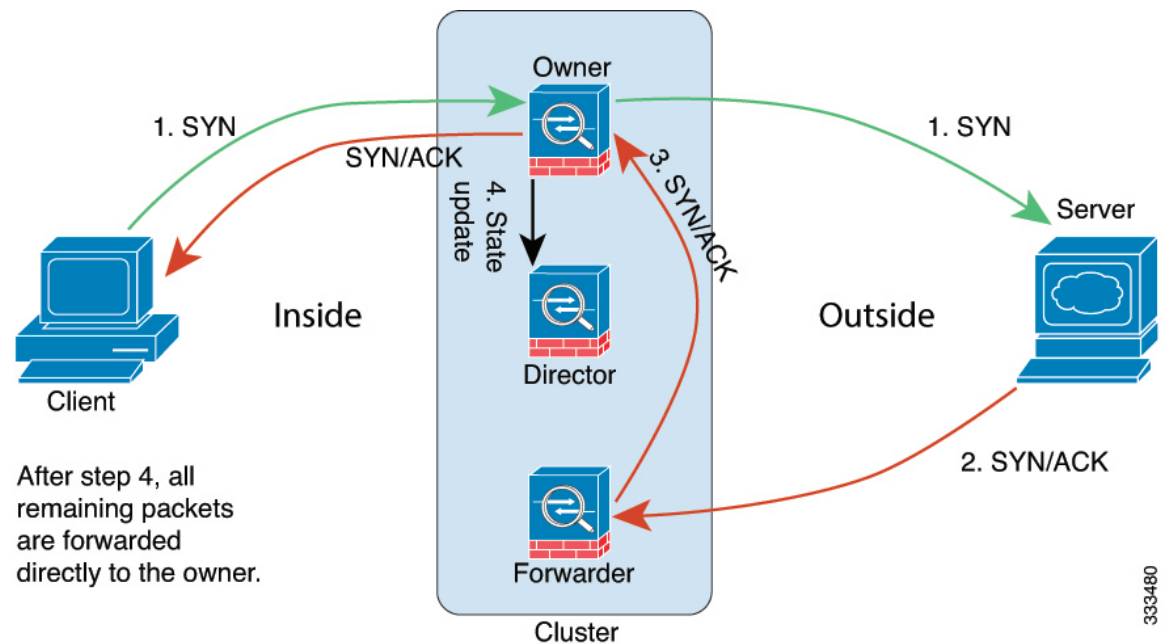 Owner
1. SYN
1. SYN
SYN/ACK
3. SYN/ACK
4. State
update
Server
Inside
Outside
Director
Client
2. SYN/ACK
After step 4, all
remaining packets
are forwarded
directly to the owner.
Forwarder
Cluster
333480